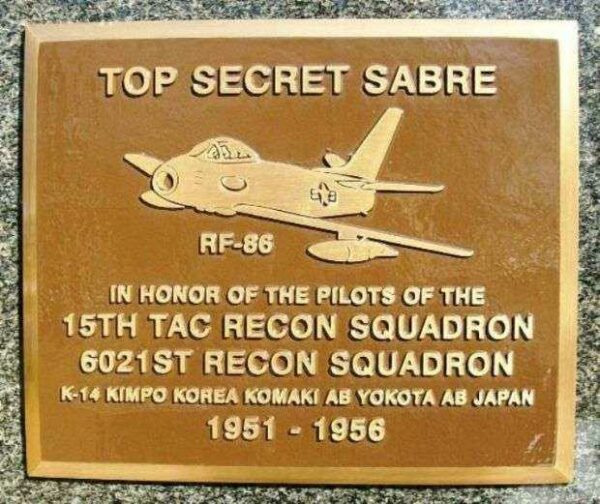 TOP SECRET SABRE
RF-86
IN HONOR OF THE PILOTS OF THE
15TH TAC RECON SQUADRON
6021ST RECON SQUADRON
K-14 KIMPO KOREA KOMAKI AB YOKOTA AB JAPAN
1951 - 1956